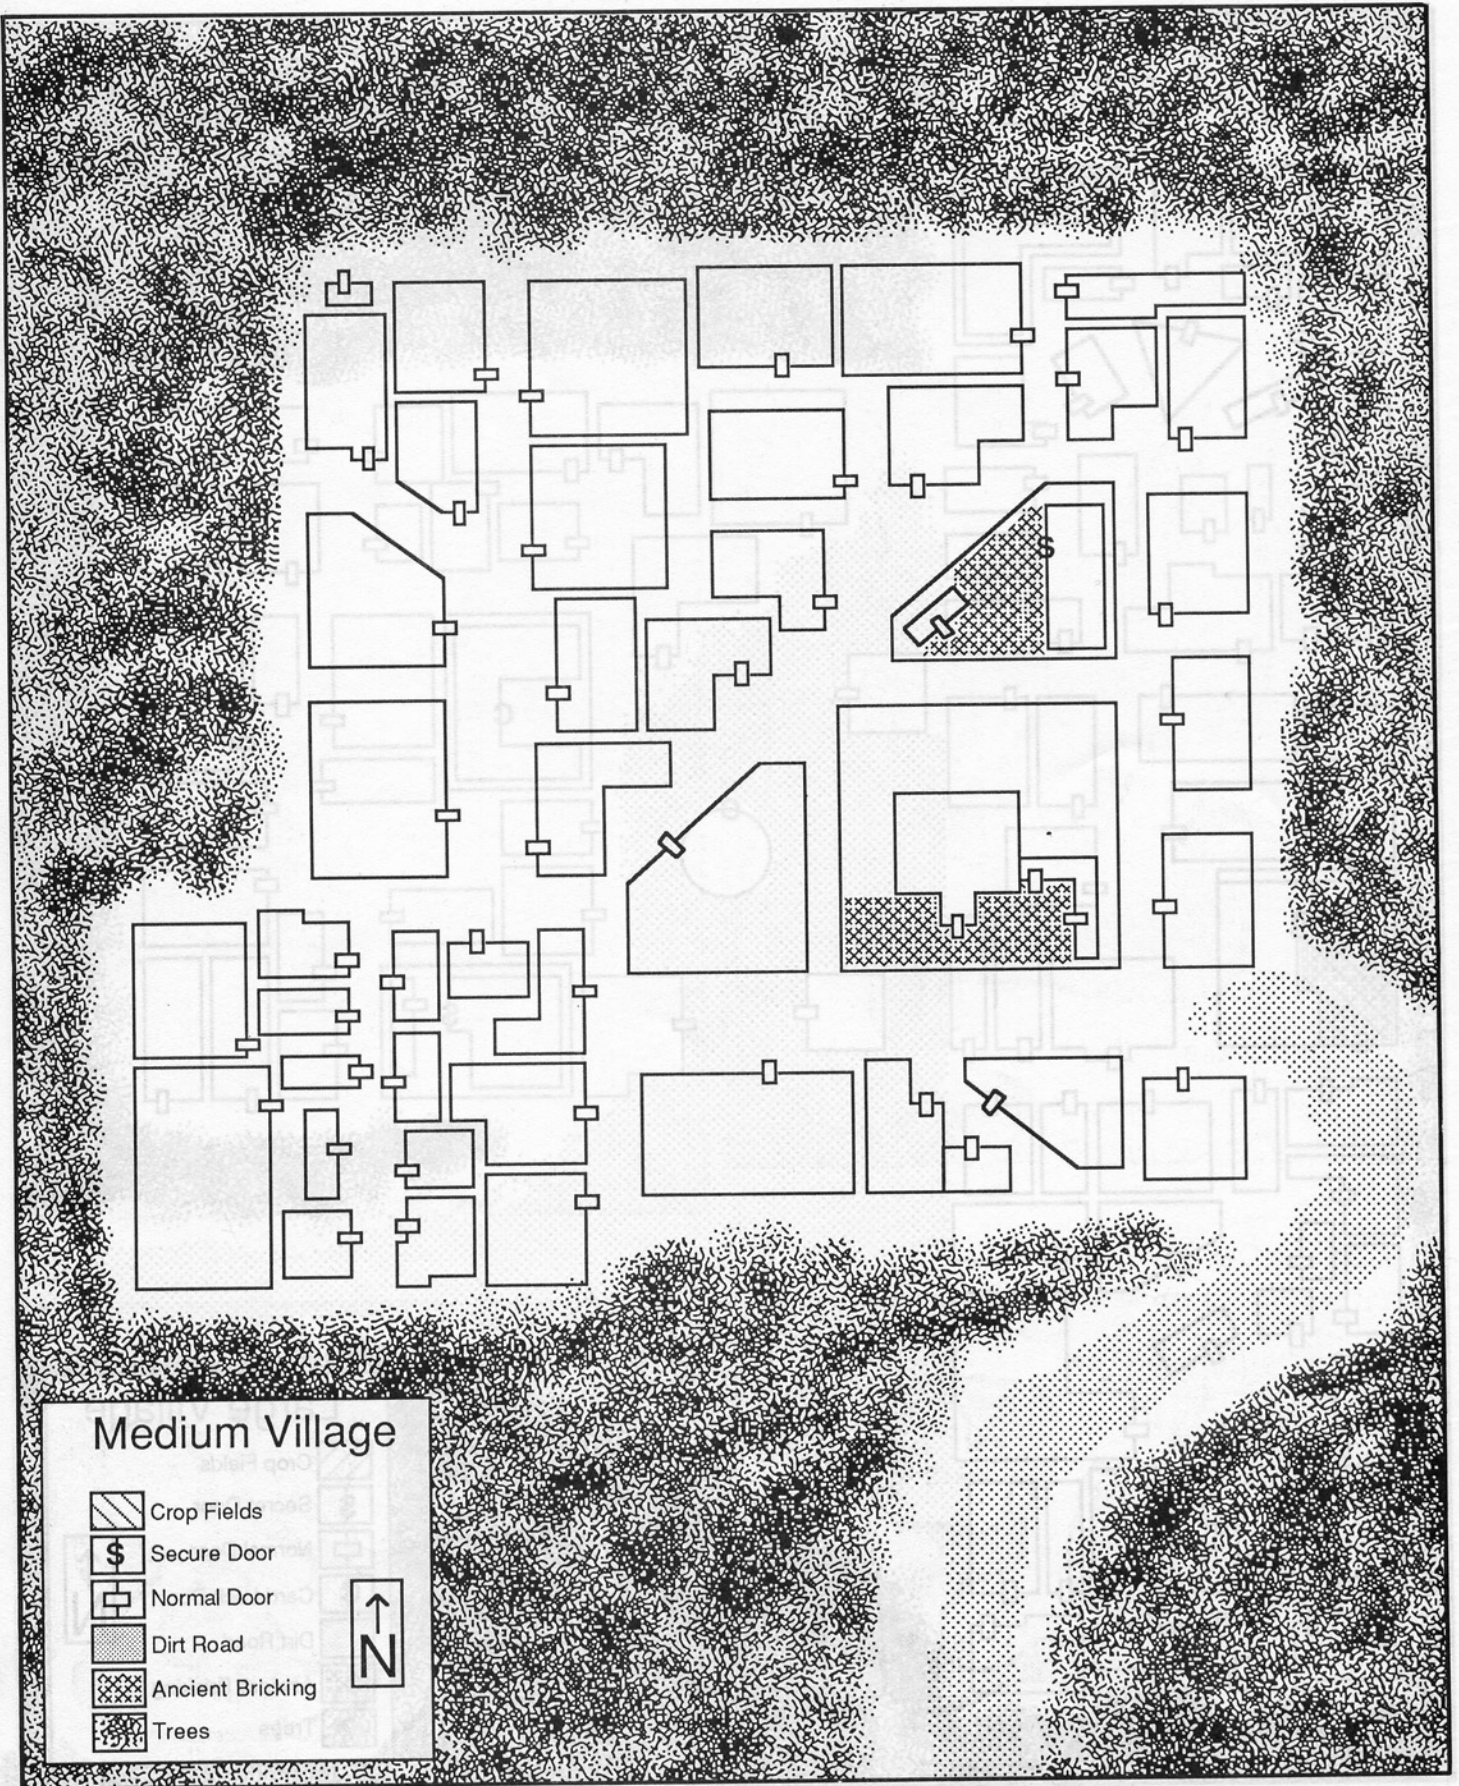 S
Medium Village
Crop Fields
S Secure Door
Normal Door
Dirt Road
Ancient Bricking
Trees
N